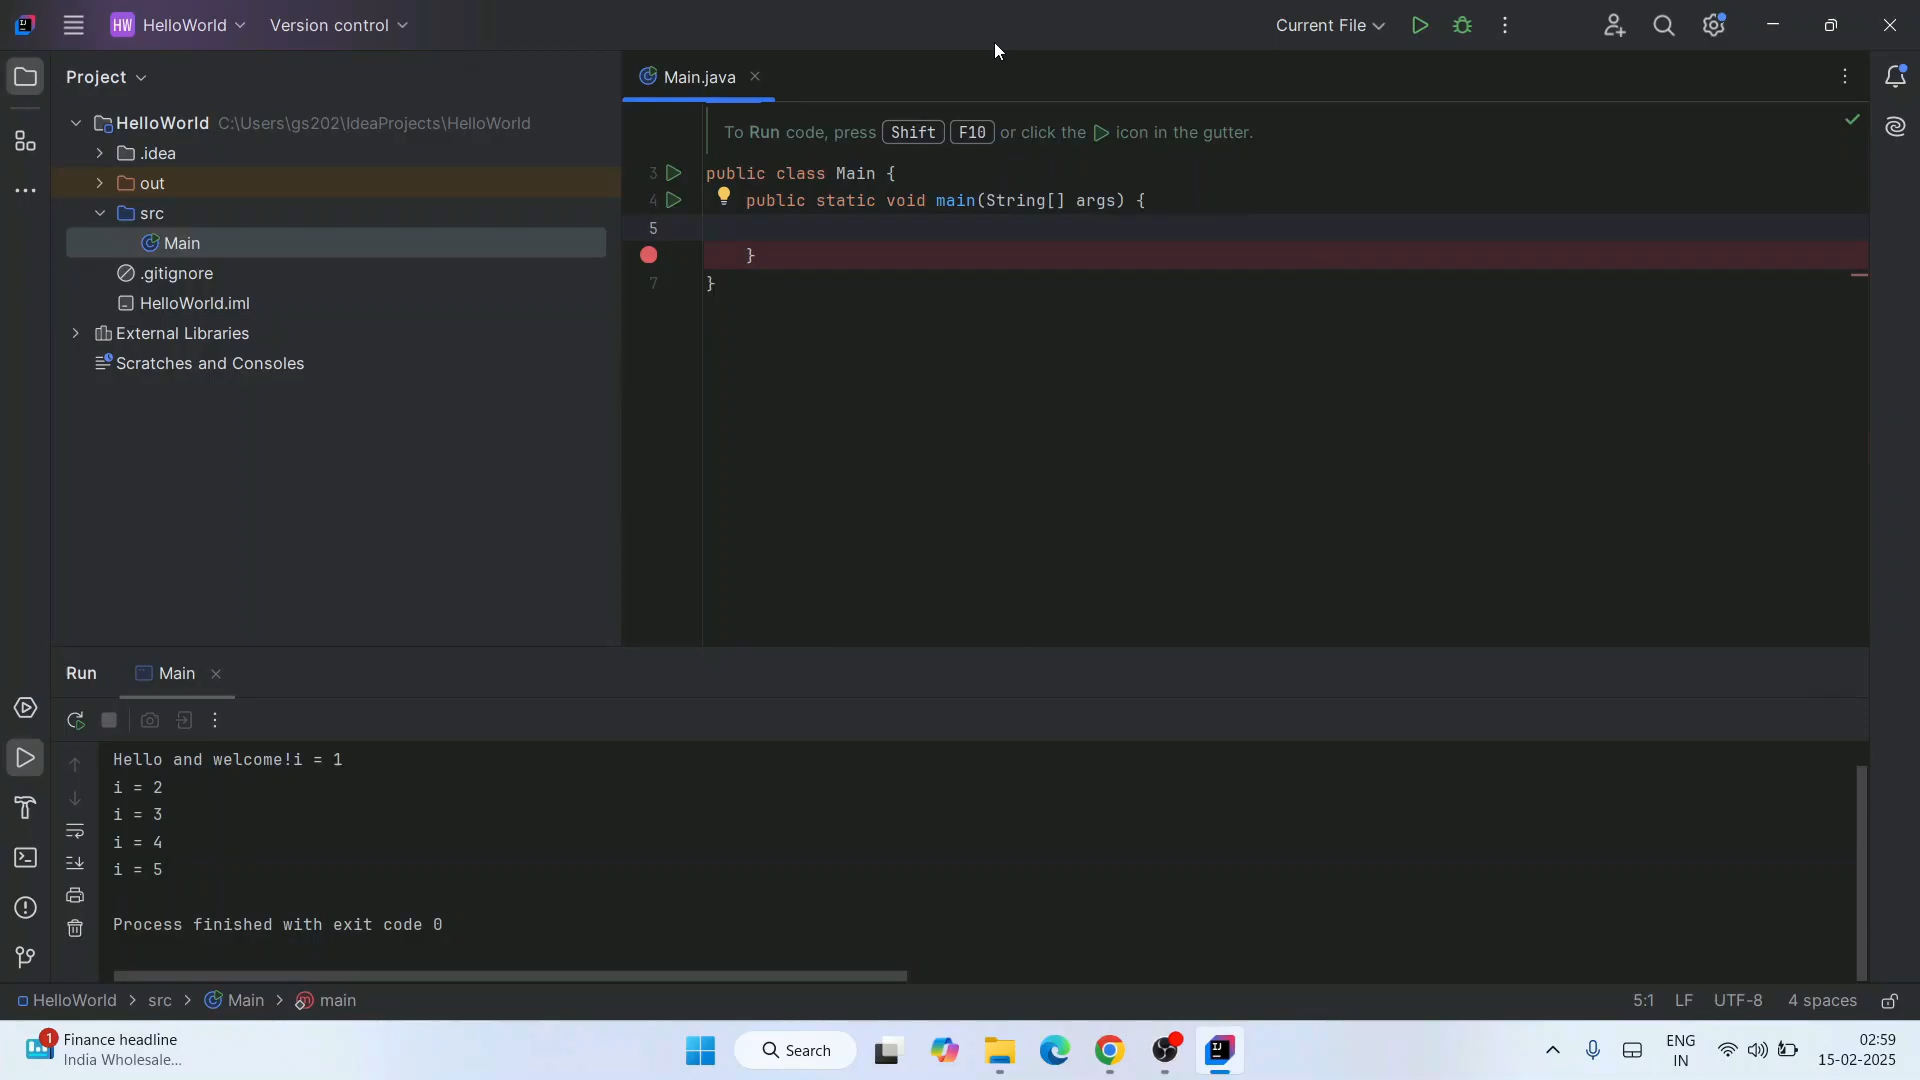 HW HelloWorld Version control Current File
Project
Main.java
HelloWorld C:\Users\gs202\IdeaProjects\HelloWorld
.idea
out
src
Main
.gitignore
HelloWorld.iml
External Libraries
Scratches and Consoles
To Run code, press Shift F10 or click the icon in the gutter.
3 public class Main {
4 public static void main(String[] args) {
5
}
7 }
Run Main
Hello and welcome!i = 1
i = 2
i = 3
i = 4
i = 5
Process finished with exit code 0
HelloWorld > src > Main > main 5:1 LF UTF-8 4 spaces
1 Finance headline
India Wholesale...
Search
ENG
IN
02:59
15-02-2025